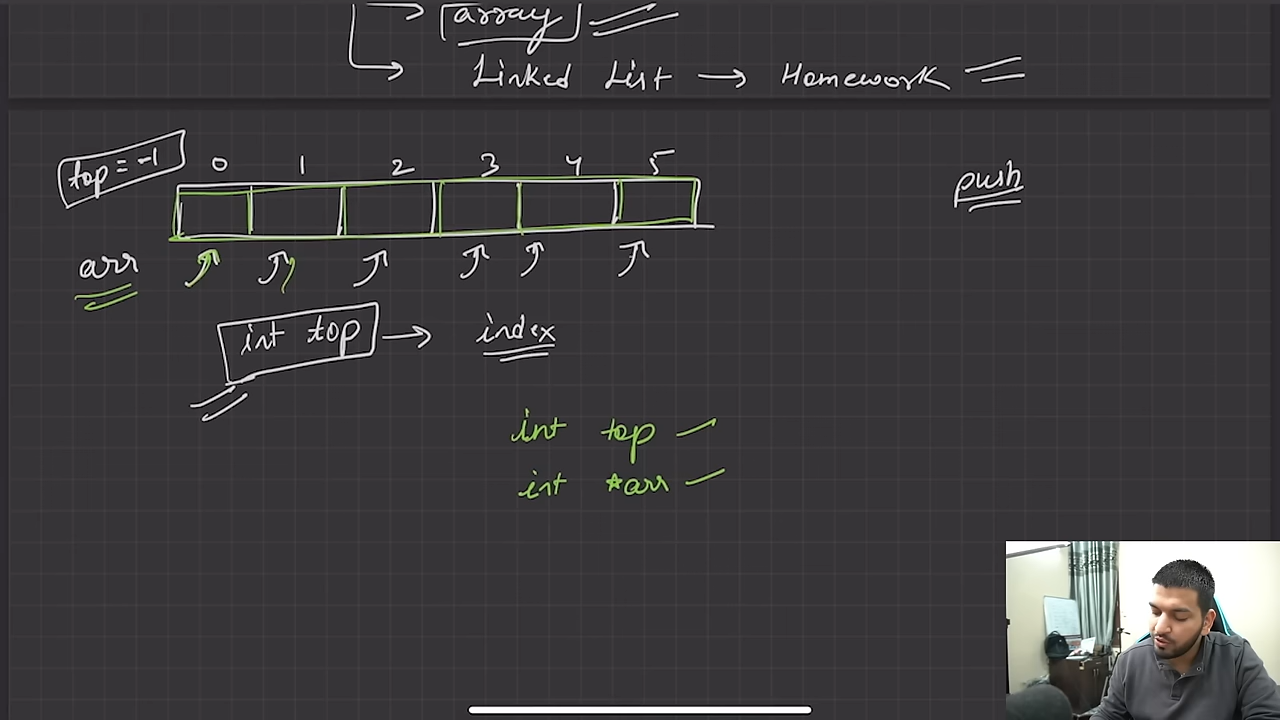 array
Linked List → Homework
top = -1 0 1 2 3 4 5
push
arr
int top → index
int top
int *arr